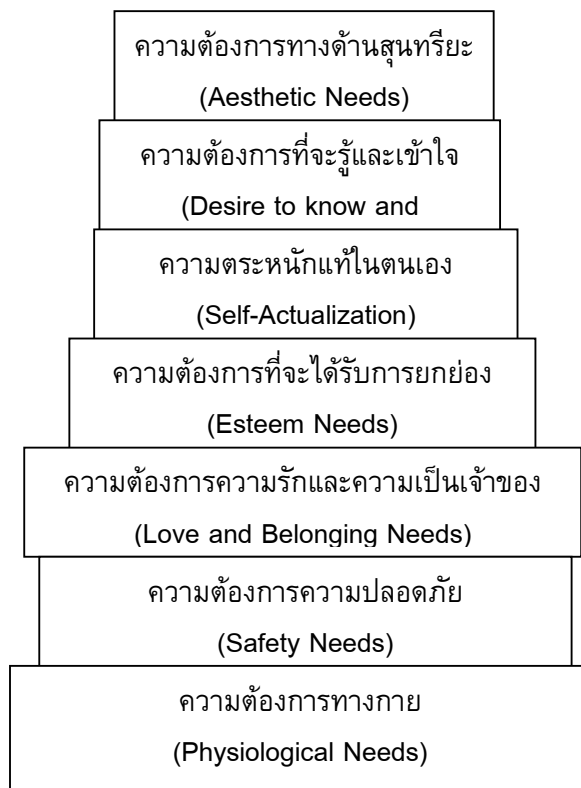 ความต้องการทางด้านสุนทรียะ
(Aesthetic Needs)
ความต้องการที่จะรู้และเข้าใจ
(Desire to know and
ความตระหนักแท้ในตนเอง
(Self-Actualization)
ความต้องการที่จะได้รับการยกย่อง
(Esteem Needs)
ความต้องการความรักและความเป็นเจ้าของ
(Love and Belonging Needs)
ความต้องการความปลอดภัย
(Safety Needs)
ความต้องการทางกาย
(Physiological Needs)